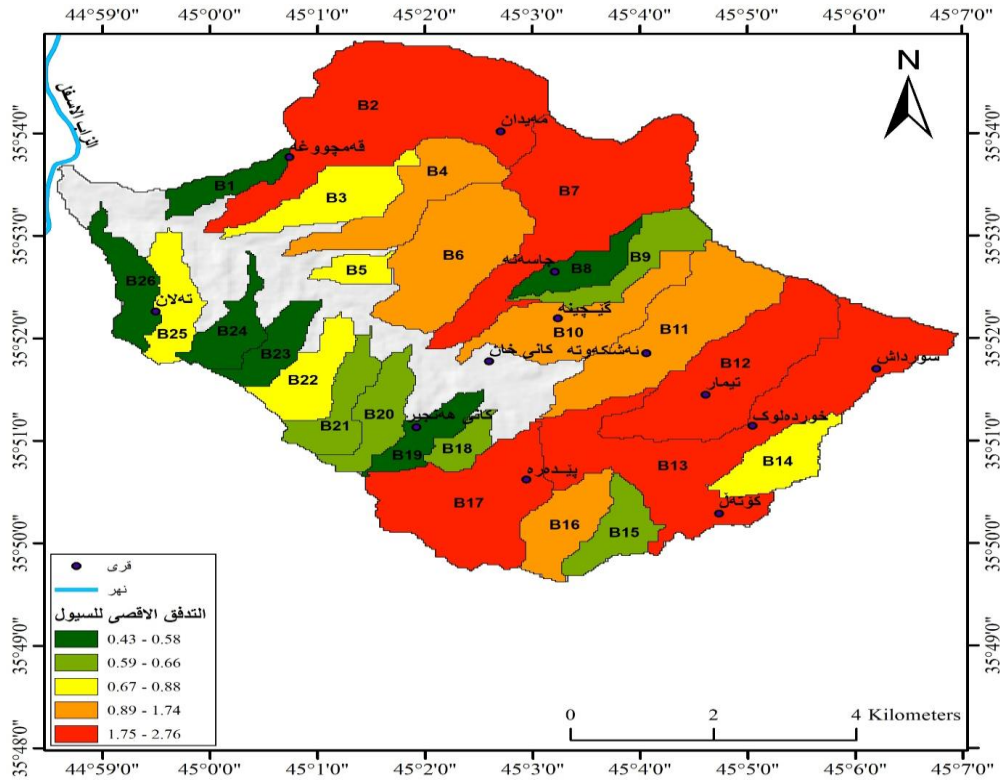 44°59'0" 45°0'0" 45°1'0" 45°2'0" 45°3'0" 45°4'0" 45°5'0" 45°6'0" 45°7'0"
N
الزاب الاسفل
35°54'0" 35°54'0"
35°53'0" 35°53'0"
35°52'0" 35°52'0"
35°51'0" 35°51'0"
35°50'0" 35°50'0"
35°49'0" 35°49'0"
35°48'0" 35°48'0"
B2
مەیدان
قەمچووغە
B1
B4
B7
B3
B6
B5
چاسەنە
B8
B9
B26
تەلان
B25
B24
B23
گێچینە
B10
B11
ئەشکەوتە
کانی خان
B12
سورداش
تیمار
B22
B20
B21
کانی هەنجیر
B19
B18
خوردەلوک
B13
B14
پێدەرە
B17
B16
B15
گوتەڵ
قرى
نهر
التدفق الاقصى للسيول
0.43 - 0.58
0.59 - 0.66
0.67 - 0.88
0.89 - 1.74
1.75 - 2.76
0 2 4 Kilometers
44°59'0" 45°0'0" 45°1'0" 45°2'0" 45°3'0" 45°4'0" 45°5'0" 45°6'0" 45°7'0"